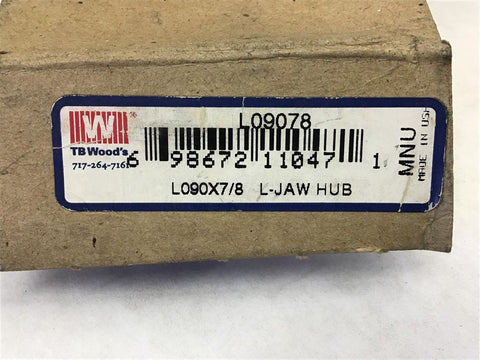 W
®
L09078
TB Wood's
717-264-7161
6 98672 11047 1
L090X7/8 L-JAW HUB
MNU
MADE IN USA